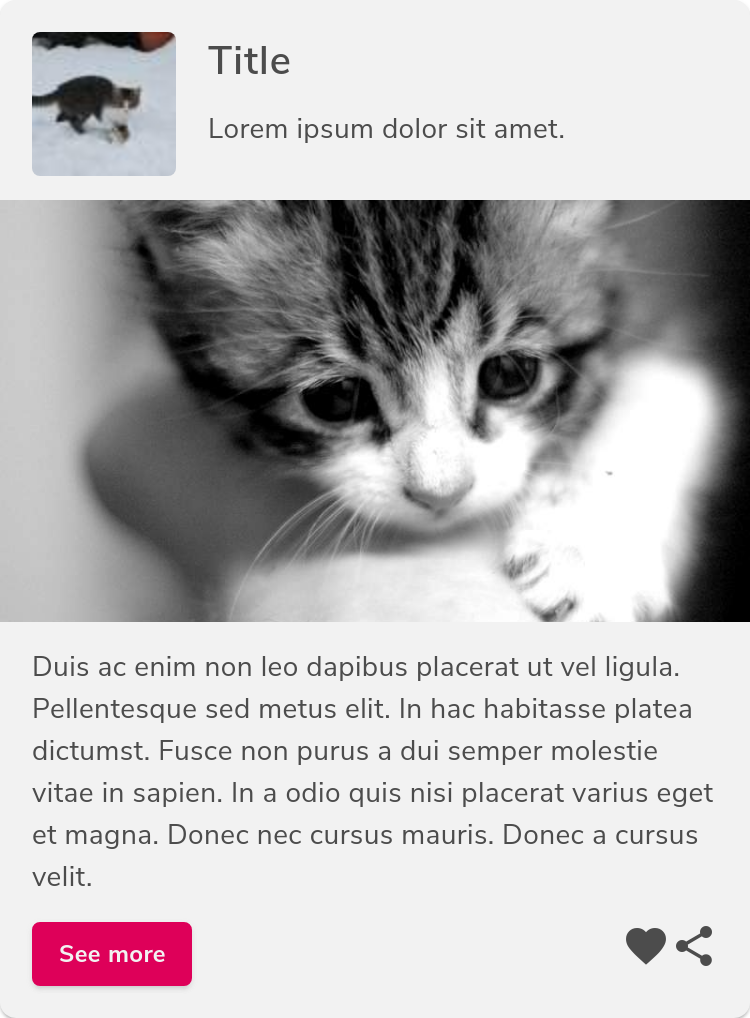 Title
Lorem ipsum dolor sit amet.
Duis ac enim non leo dapibus placerat ut vel ligula.
Pellentesque sed metus elit. In hac habitasse platea
dictumst. Fusce non purus a dui semper molestie
vitae in sapien. In a odio quis nisi placerat varius eget
et magna. Donec nec cursus mauris. Donec a cursus
velit.
See more